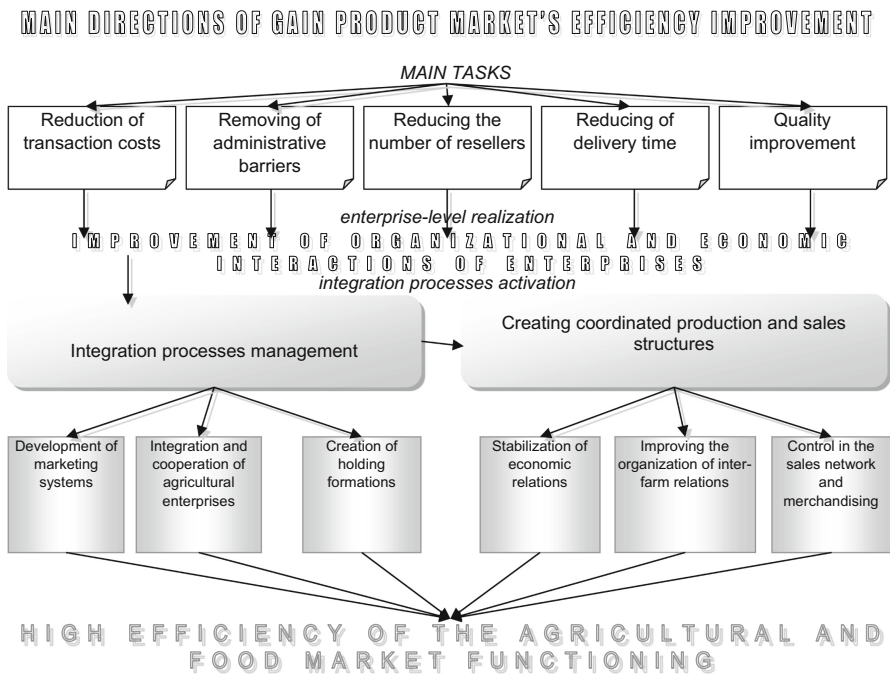 MAIN DIRECTIONS OF GAIN PRODUCT MARKET'S EFFICIENCY IMPROVEMENT
MAIN TASKS
Reduction of
transaction costs
Removing of
administrative
barriers
Reducing the
number of resellers
Reducing of
delivery time
Quality
improvement
enterprise-level realization
IMPROVEMENT OF ORGANIZATIONAL AND ECONOMIC
INTERACTIONS OF ENTERPRISES
integration processes activation
Integration processes management
Creating coordinated production and sales
structures
Development of
marketing
systems
Integration and
cooperation of
agricultural
enterprises
Creation of
holding
formations
Stabilization of
economic
relations
Improving the
organization of inter-
farm relations
Control in the
sales network
and
merchandising
HIGH EFFICIENCY OF THE AGRICULTURAL AND
FOOD MARKET FUNCTIONING